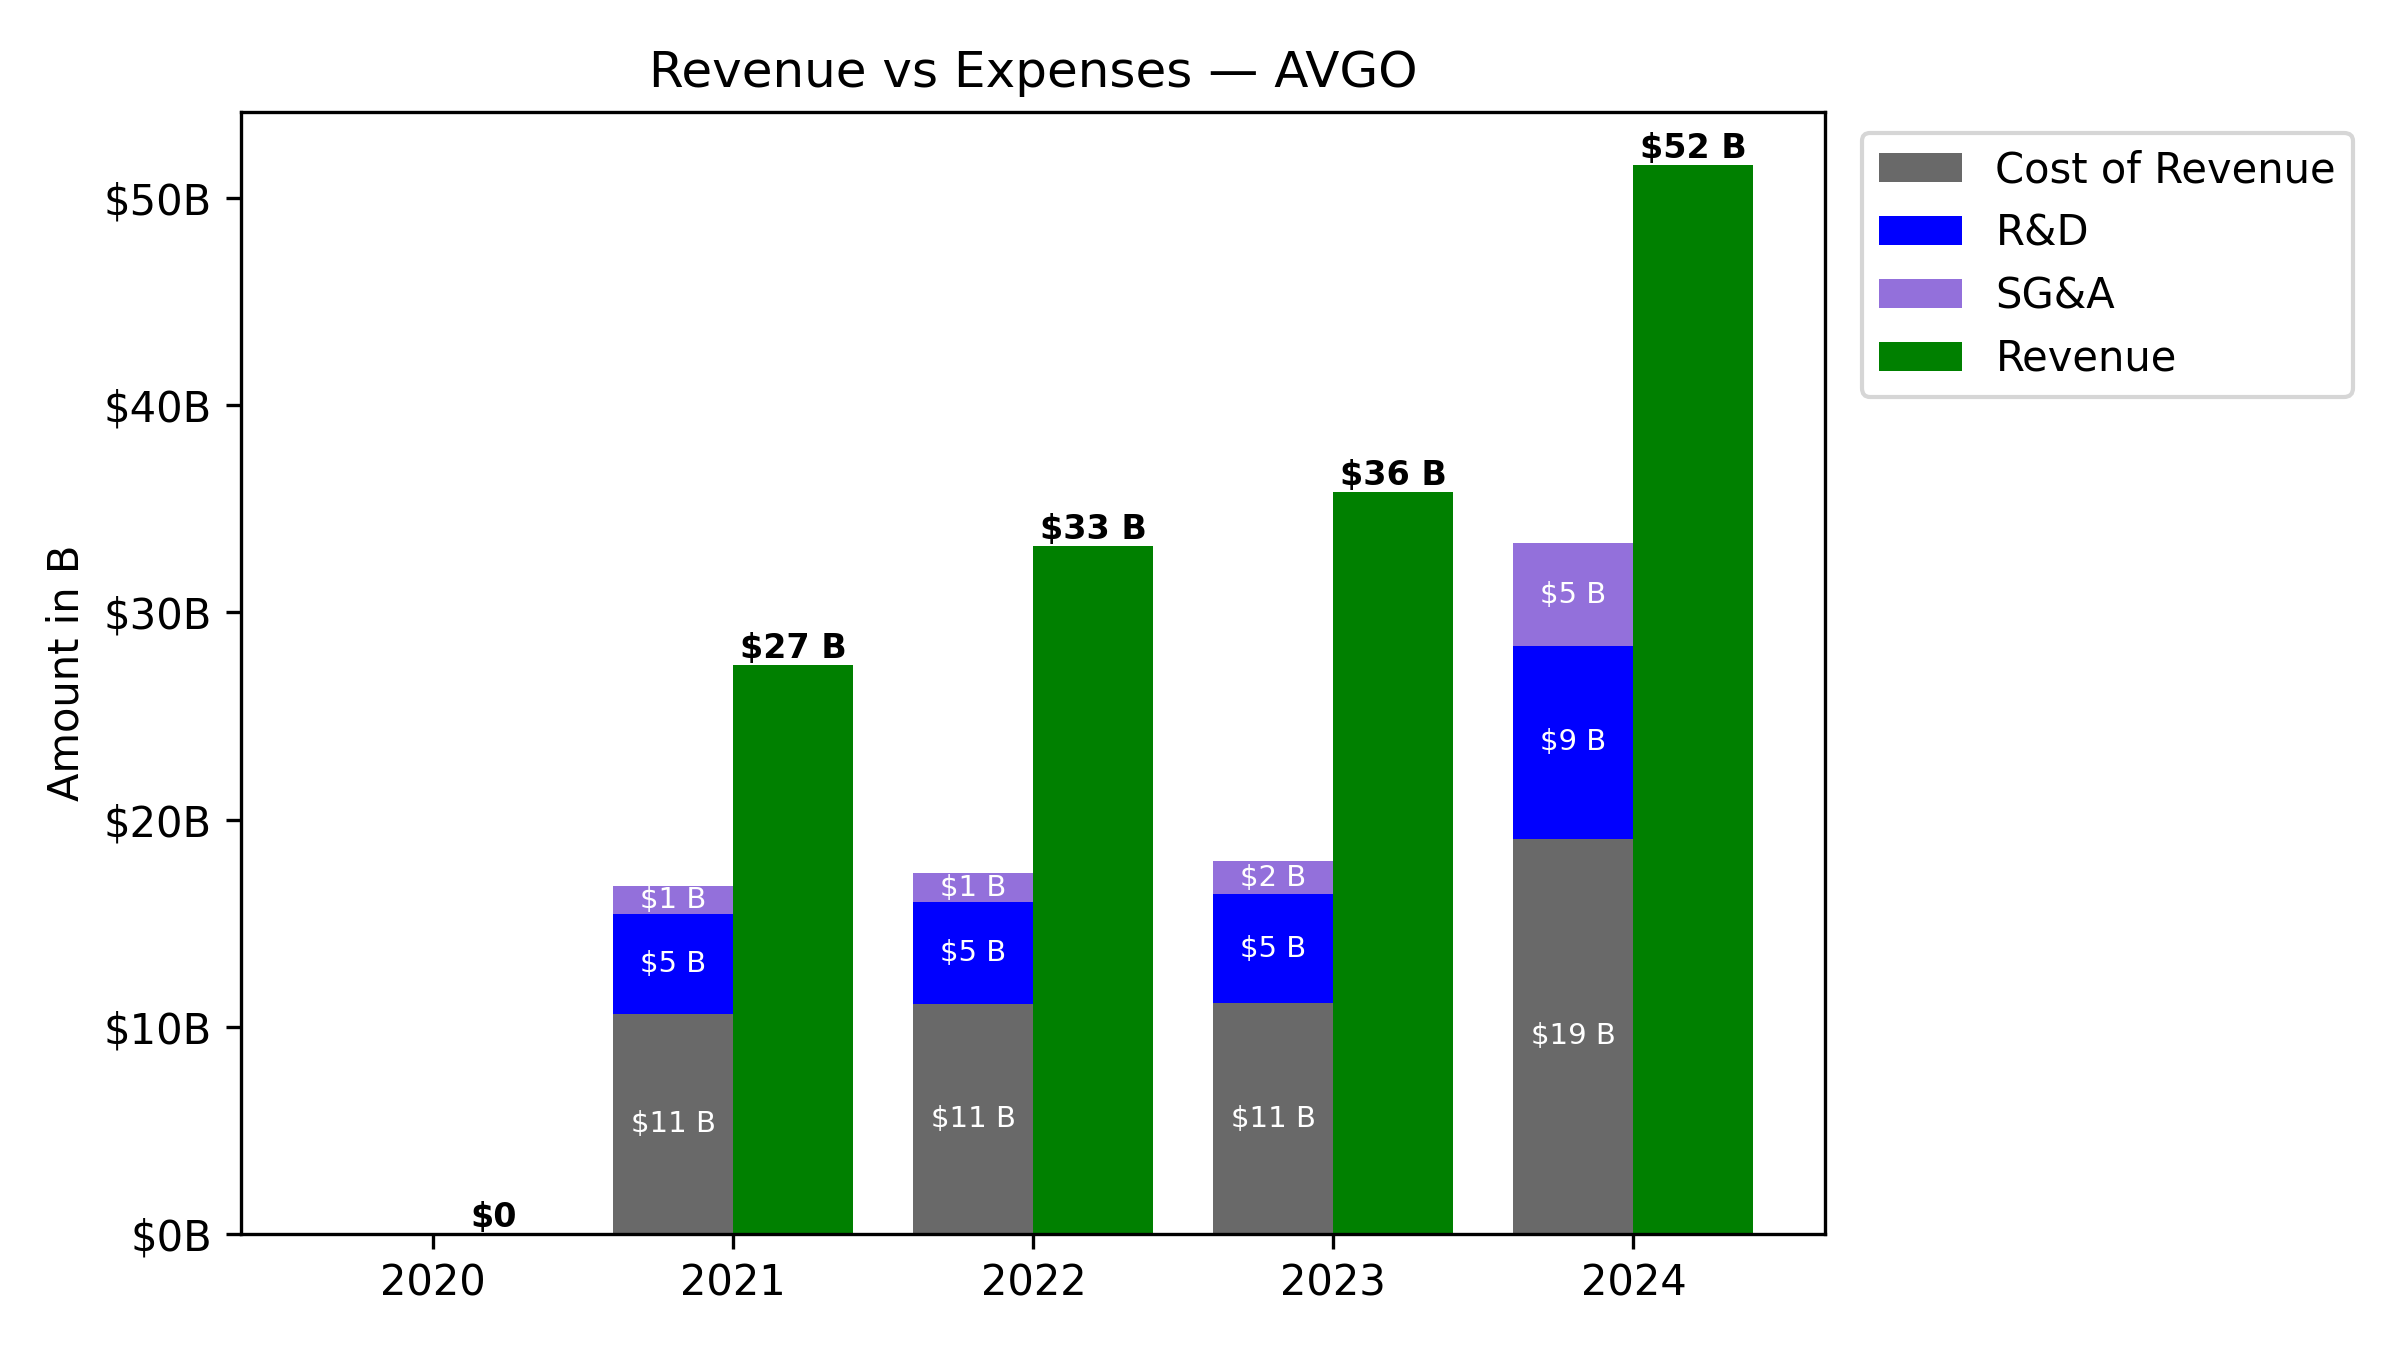 Revenue vs Expenses — AVGO
Amount in B
$50B
$40B
$30B
$20B
$10B
$0B
$0
$1 B
$5 B
$11 B
$27 B
$1 B
$5 B
$11 B
$33 B
$2 B
$5 B
$11 B
$36 B
$5 B
$9 B
$19 B
$52 B
2020 2021 2022 2023 2024
Cost of Revenue
R&D
SG&A
Revenue